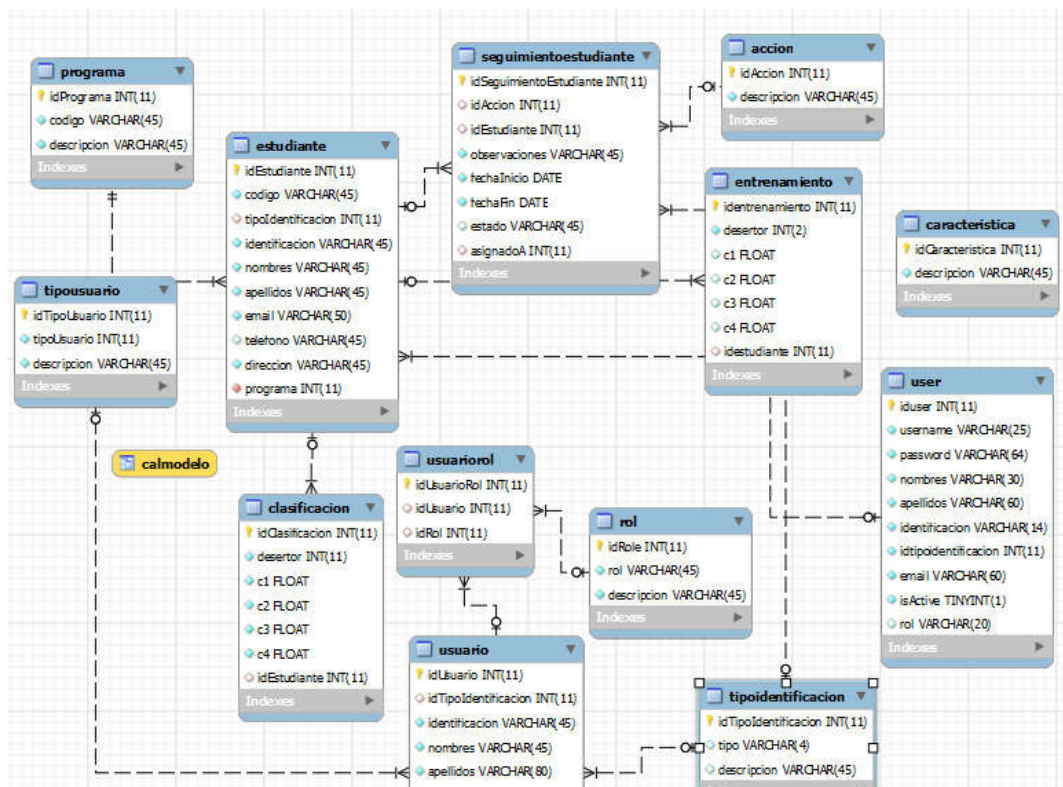 programa
idPrograma INT(11)
codigo VARCHAR(45)
descripcion VARCHAR(45)
Indexes
estudiante
idEstudiante INT(11)
codigo VARCHAR(45)
tipoIdentificacion INT(11)
identificacion VARCHAR(45)
nombres VARCHAR(45)
apellidos VARCHAR(45)
email VARCHAR(50)
telefono VARCHAR(45)
direccion VARCHAR(45)
programa INT(11)
Indexes
seguimientoestudiante
idSeguimientoEstudiante INT(11)
idAccion INT(11)
idEstudiante INT(11)
observaciones VARCHAR(45)
fechaInicio DATE
fechaFin DATE
estado VARCHAR(45)
asignadoA INT(11)
Indexes
accion
idAccion INT(11)
descripcion VARCHAR(45)
Indexes
entrenamiento
identrenamiento INT(11)
desertor INT(2)
c1 FLOAT
c2 FLOAT
c3 FLOAT
c4 FLOAT
idestudiante INT(11)
Indexes
caracteristica
idCaracteristica INT(11)
descripcion VARCHAR(45)
Indexes
tipousuario
idTipoUsuario INT(11)
tipoUsuario INT(11)
descripcion VARCHAR(45)
Indexes
user
iduser INT(11)
username VARCHAR(25)
password VARCHAR(64)
nombres VARCHAR(30)
apellidos VARCHAR(60)
identificacion VARCHAR(14)
idtipoidentificacion INT(11)
email VARCHAR(60)
isActive TINYINT(1)
rol VARCHAR(20)
Indexes
calmodelo
clasificacion
idClasificacion INT(11)
desertor INT(11)
c1 FLOAT
c2 FLOAT
c3 FLOAT
c4 FLOAT
idEstudiante INT(11)
Indexes
usuariorol
idUsuarioRol INT(11)
idUsuario INT(11)
idRol INT(11)
Indexes
rol
idRole INT(11)
rol VARCHAR(45)
descripcion VARCHAR(45)
Indexes
usuario
idUsuario INT(11)
idTipoIdentificacion INT(11)
identificacion VARCHAR(45)
nombres VARCHAR(45)
apellidos VARCHAR(80)
tipoidentificacion
idTipoIdentificacion INT(11)
tipo VARCHAR(4)
descripcion VARCHAR(45)